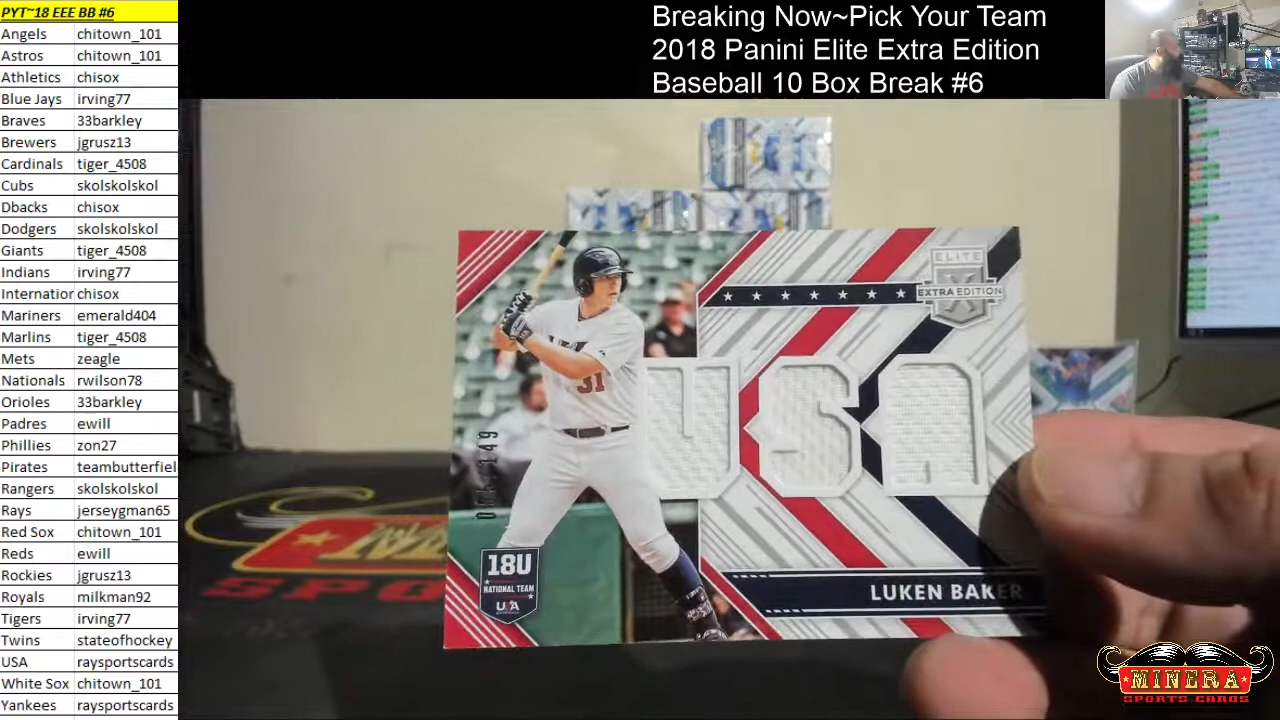 PYT~18 EEE BB #6
Angels chitown_101
Astros chitown_101
Athletics chisox
Blue Jays irving77
Braves 33barkley
Brewers jgrusz13
Cardinals tiger_4508
Cubs skolskolskol
Dbacks chisox
Dodgers skolskolskol
Giants tiger_4508
Indians irving77
Internatior chisox
Mariners emerald404
Marlins tiger_4508
Mets zeagle
Nationals rwilson78
Orioles 33barkley
Padres ewill
Phillies zon27
Pirates teambutterfiel
Rangers skolskolskol
Rays jerseygman65
Red Sox chitown_101
Reds ewill
Rockies jgrusz13
Royals milkman92
Tigers irving77
Twins stateofhockey
USA raysportscards
White Sox chitown_101
Yankees raysportscards
Breaking Now~Pick Your Team
2018 Panini Elite Extra Edition
Baseball 10 Box Break #6
ELITE
EXTRA EDITION
USA
31
149
18U
NATIONAL TEAM
USA
LUKEN BAKER
MINERA
SPORTS CARDS